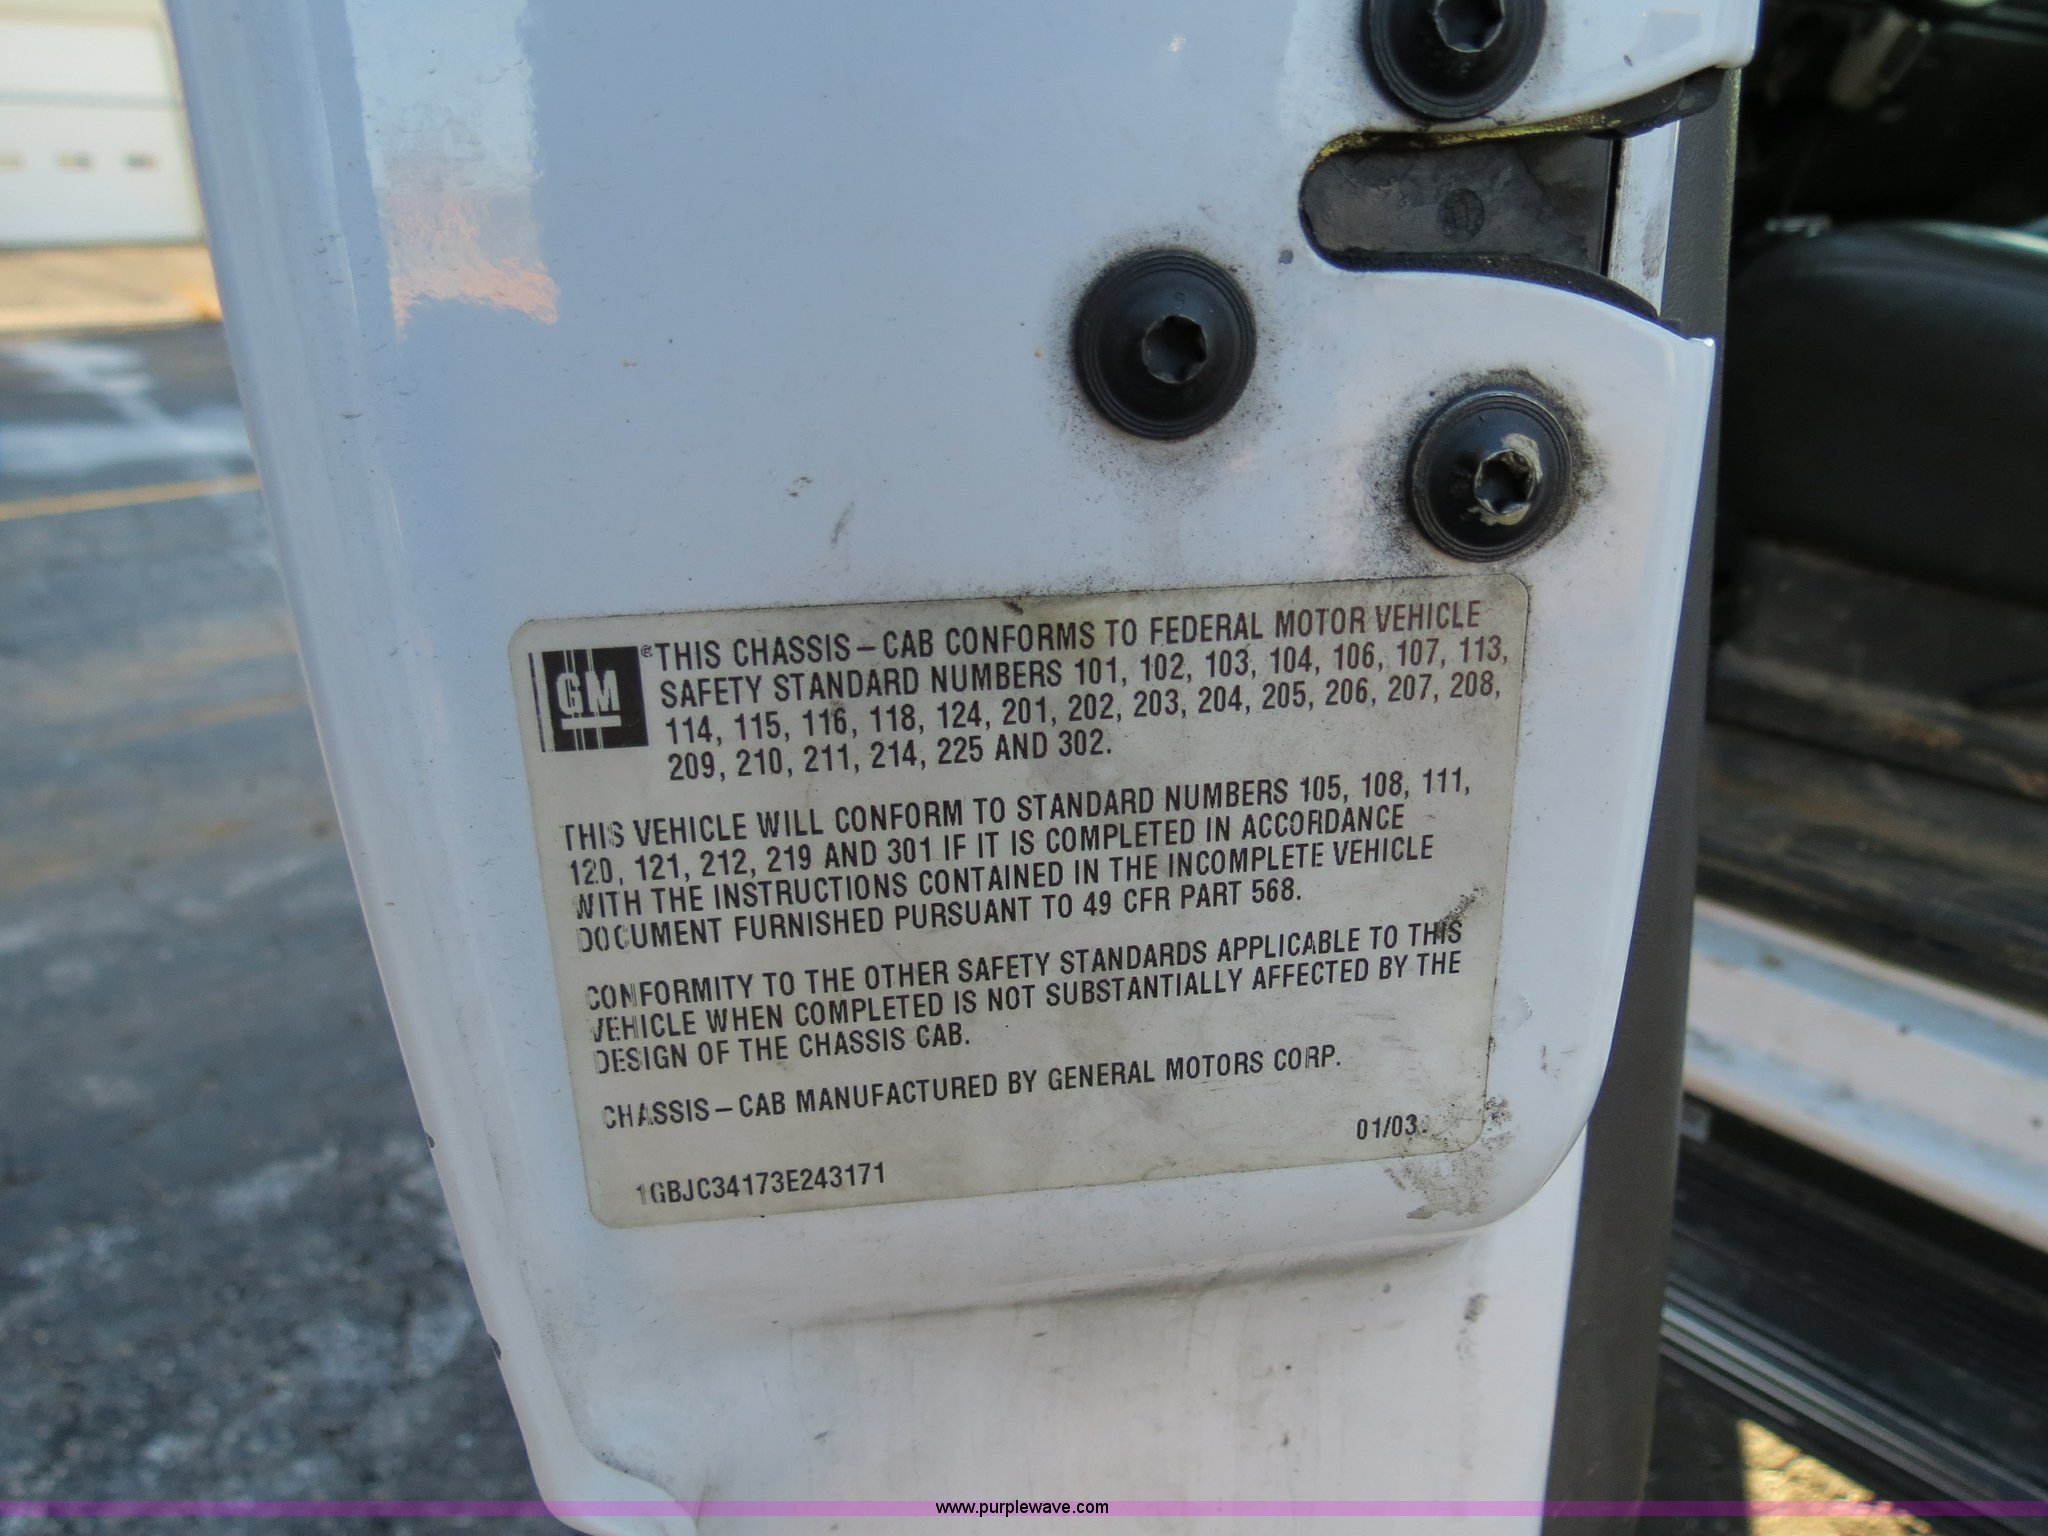 GM
® THIS CHASSIS – CAB CONFORMS TO FEDERAL MOTOR VEHICLE
SAFETY STANDARD NUMBERS 101, 102, 103, 104, 106, 107, 113,
114, 115, 116, 118, 124, 201, 202, 203, 204, 205, 206, 207, 208,
209, 210, 211, 214, 225 AND 302.
THIS VEHICLE WILL CONFORM TO STANDARD NUMBERS 105, 108, 111,
120, 121, 212, 219 AND 301 IF IT IS COMPLETED IN ACCORDANCE
WITH THE INSTRUCTIONS CONTAINED IN THE INCOMPLETE VEHICLE
DOCUMENT FURNISHED PURSUANT TO 49 CFR PART 568.
CONFORMITY TO THE OTHER SAFETY STANDARDS APPLICABLE TO THIS
VEHICLE WHEN COMPLETED IS NOT SUBSTANTIALLY AFFECTED BY THE
DESIGN OF THE CHASSIS CAB.
CHASSIS – CAB MANUFACTURED BY GENERAL MOTORS CORP.
01/03
1GBJC34173E243171
www.purplewave.com